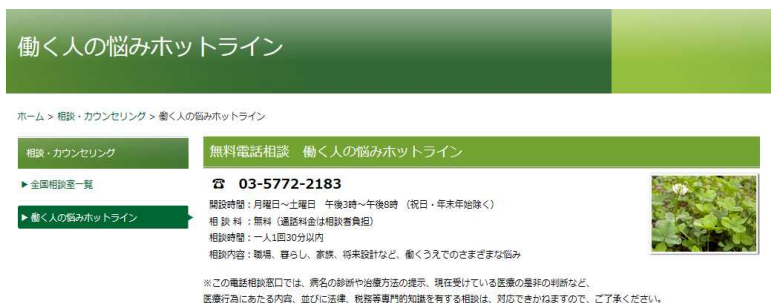 働く人の悩みホットライン
ホーム > 相談・カウンセリング > 働く人の悩みホットライン
相談・カウンセリング
▶ 全国相談室一覧
▶ 働く人の悩みホットライン
無料電話相談　働く人の悩みホットライン
☎ 03-5772-2183
開設時間：月曜日～土曜日　午後3時～午後8時　（祝日・年末年始除く）
相 談 料 ：無料（通話料金は相談者負担）
相談時間：一人1回30分以内
相談内容：職場、暮らし、家族、将来設計など、働くうえでのさまざまな悩み
※この電話相談窓口では、病名の診断や治療方法の提示、現在受けている医療の是非の判断など、
医療行為にあたる内容、並びに法律、税務等専門的知識を有する相談は、対応できかねますので、ご了承ください。